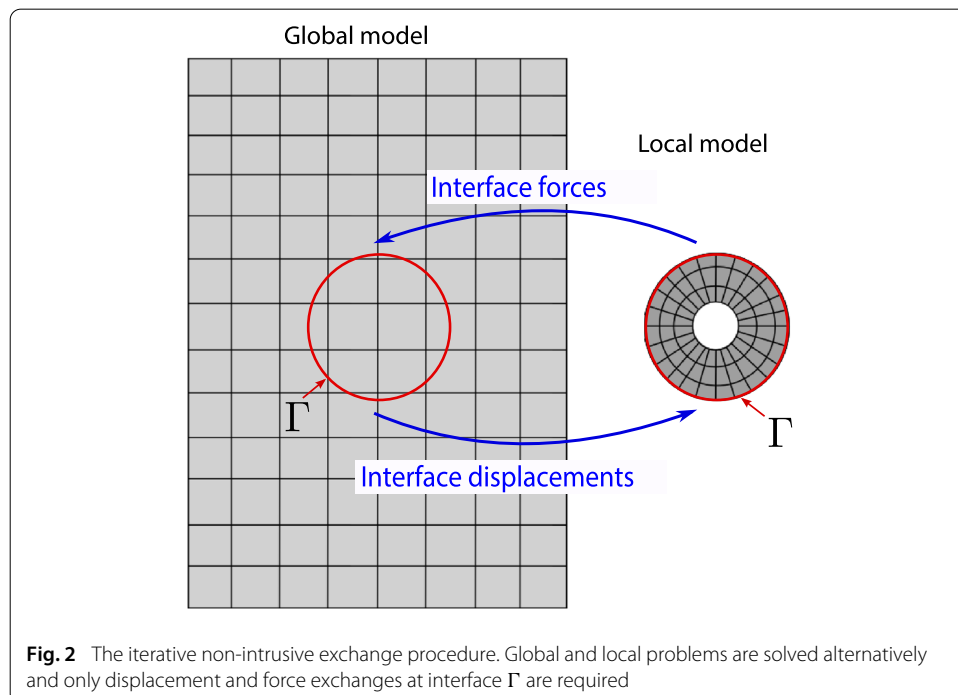 Global model
Local model
Interface forces
Γ
Γ
Interface displacements
Fig. 2 The iterative non-intrusive exchange procedure. Global and local problems are solved alternatively
and only displacement and force exchanges at interface Γ are required